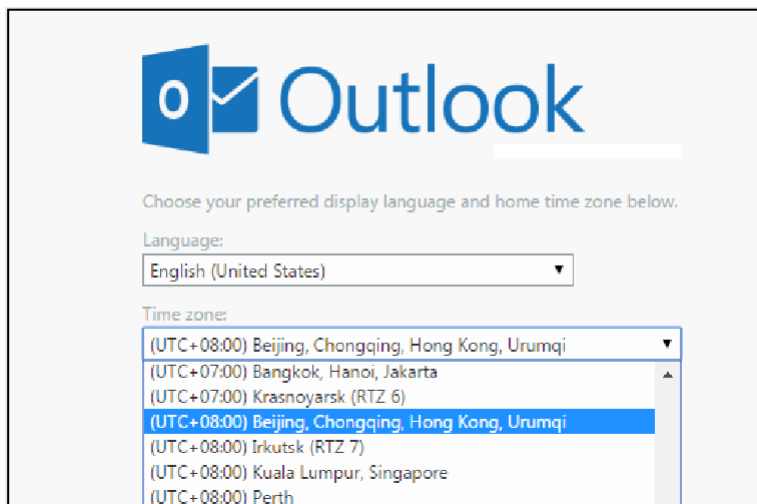 Outlook
Choose your preferred display language and home time zone below.
Language:
English (United States)
Time zone:
(UTC+08:00) Beijing, Chongqing, Hong Kong, Urumqi
(UTC+07:00) Bangkok, Hanoi, Jakarta
(UTC+07:00) Krasnoyarsk (RTZ 6)
(UTC+08:00) Beijing, Chongqing, Hong Kong, Urumqi
(UTC+08:00) Irkutsk (RTZ 7)
(UTC+08:00) Kuala Lumpur, Singapore
(UTC+08:00) Perth